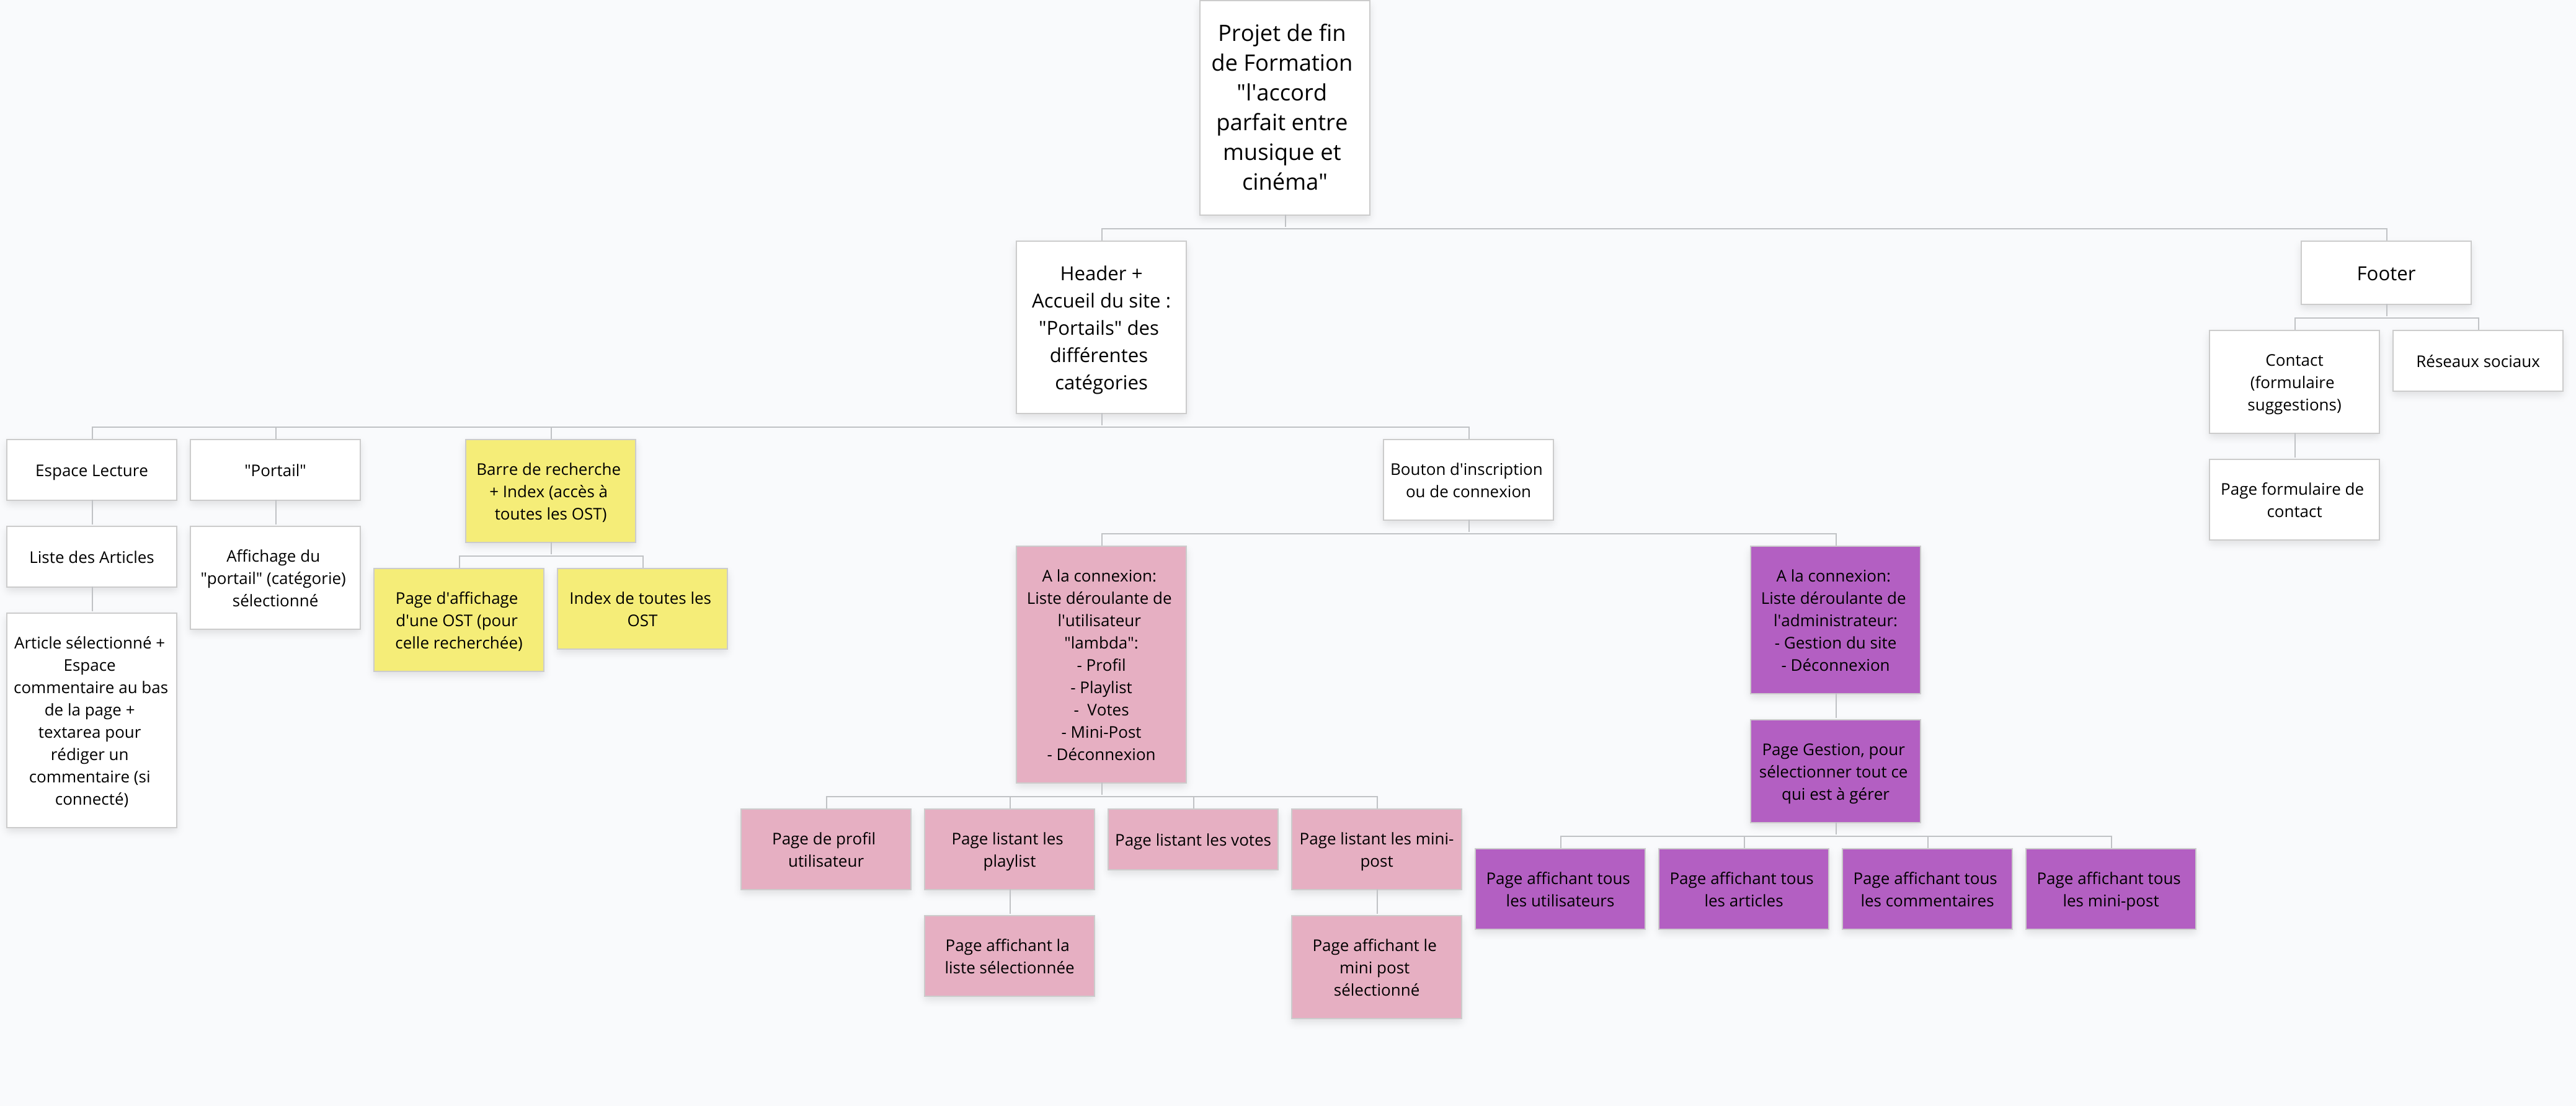 Projet de fin
de Formation
"l'accord
parfait entre
musique et
cinéma"
Header +
Accueil du site :
"Portails" des
différentes
catégories
Footer
Contact
(formulaire
suggestions)
Réseaux sociaux
Page formulaire de
contact
Espace Lecture
"Portail"
Barre de recherche
+ Index (accès à
toutes les OST)
Bouton d'inscription
ou de connexion
Liste des Articles
Affichage du
"portail" (catégorie)
sélectionné
Page d'affichage
d'une OST (pour
celle recherchée)
Index de toutes les
OST
Article sélectionné +
Espace
commentaire au bas
de la page +
textarea pour
rédiger un
commentaire (si
connecté)
A la connexion:
Liste déroulante de
l'utilisateur
"lambda":
- Profil
- Playlist
- Votes
- Mini-Post
- Déconnexion
A la connexion:
Liste déroulante de
l'administrateur:
- Gestion du site
- Déconnexion
Page Gestion, pour
sélectionner tout ce
qui est à gérer
Page de profil
utilisateur
Page listant les
playlist
Page listant les votes
Page listant les mini-
post
Page affichant la
liste sélectionnée
Page affichant le
mini post
sélectionné
Page affichant tous
les utilisateurs
Page affichant tous
les articles
Page affichant tous
les commentaires
Page affichant tous
les mini-post